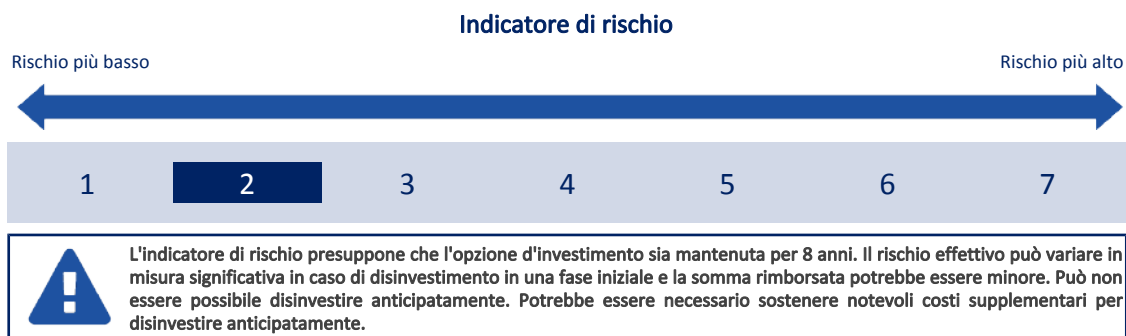 Indicatore di rischio
Rischio più basso Rischio più alto
1 2 3 4 5 6 7
L'indicatore di rischio presuppone che l'opzione d'investimento sia mantenuta per 8 anni. Il rischio effettivo può variare in
misura significativa in caso di disinvestimento in una fase iniziale e la somma rimborsata potrebbe essere minore. Può non
essere possibile disinvestire anticipatamente. Potrebbe essere necessario sostenere notevoli costi supplementari per
disinvestire anticipatamente.